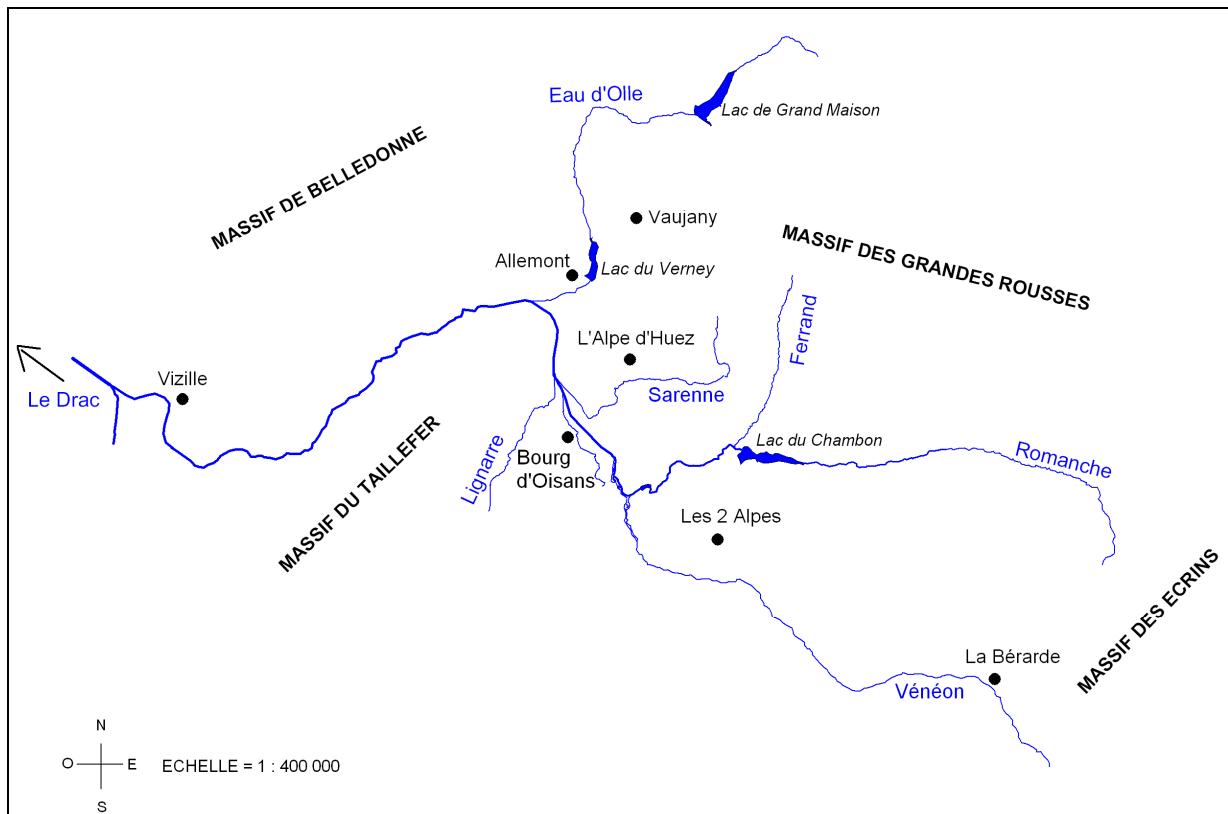 Eau d'Olle
Lac de Grand Maison
MASSIF DE BELLEDONNE
Vaujany
MASSIF DES GRANDES ROUSSES
Allemont
Lac du Verney
L'Alpe d'Huez
Ferrand
Sarenne
Vizille
Le Drac
Lac du Chambon
Romanche
Lignarre
Bourg
d'Oisans
MASSIF DU TAILLEFER
Les 2 Alpes
MASSIF DES ECRINS
La Bérarde
Vénéon
N
O
E
S
ECHELLE = 1 : 400 000